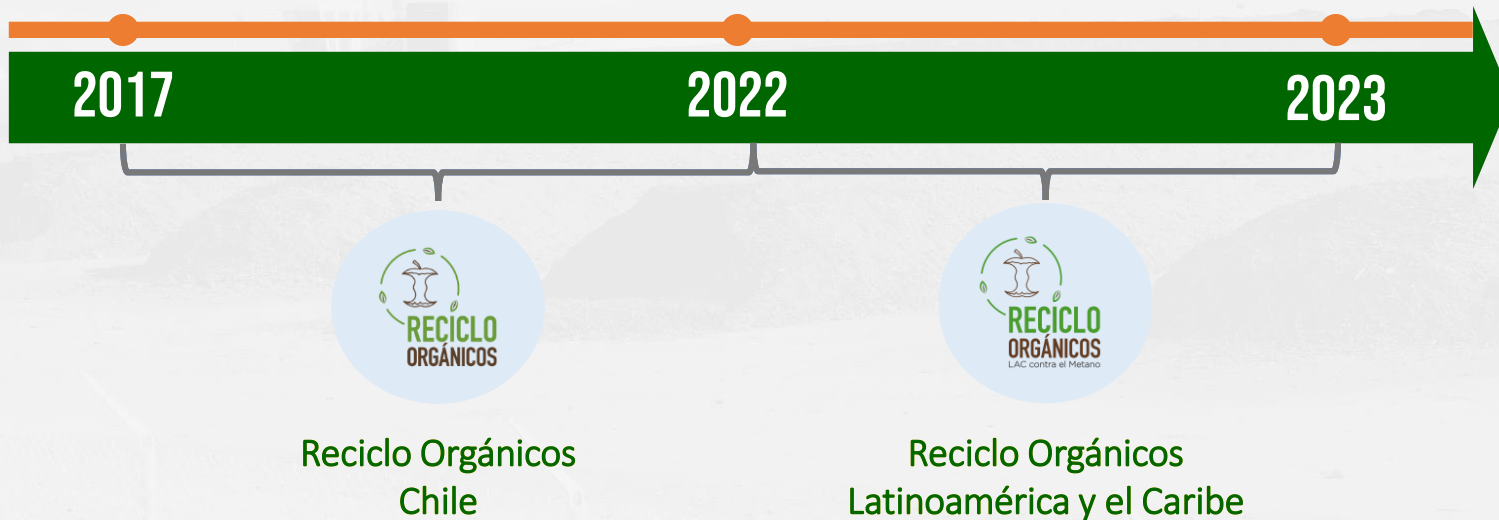 2017
2022
2023
RECICLO
ORGÁNICOS
RECICLO
ORGÁNICOS
LAC contra el Metano
Reciclo Orgánicos
Chile
Reciclo Orgánicos
Latinoamérica y el Caribe